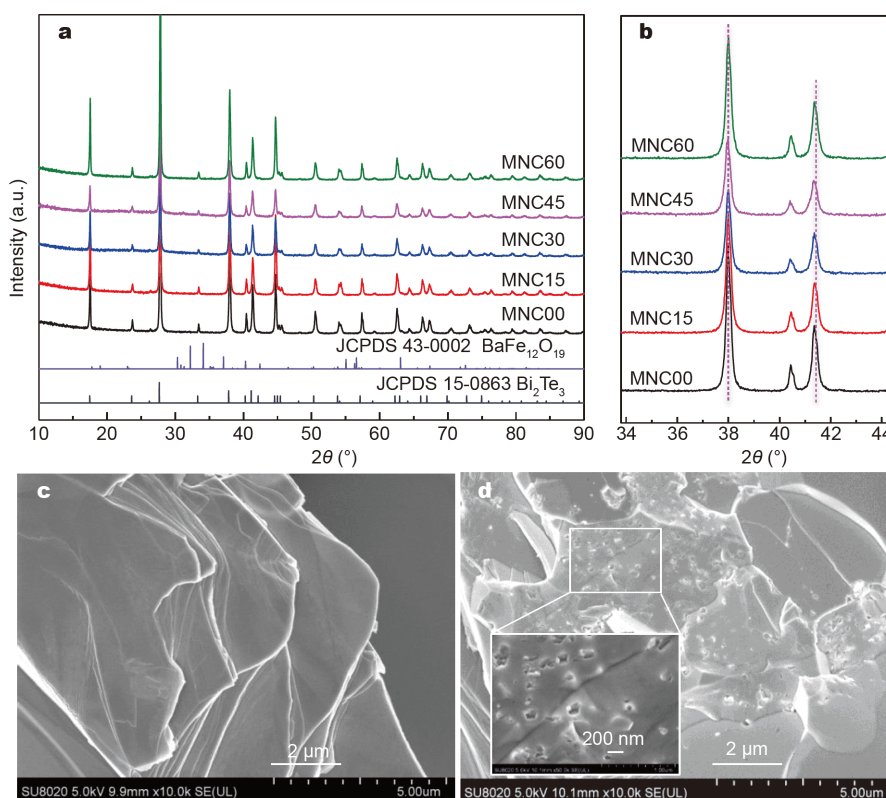 a
MNC60
MNC45
MNC30
MNC15
MNC00
JCPDS 43-0002 BaFe₁₂O₁₉
JCPDS 15-0863 Bi₂Te₃
Intensity (a.u.)
10 20 30 40 50 60 70 80 90
2θ (°)
b
MNC60
MNC45
MNC30
MNC15
MNC00
34 36 38 40 42 44
2θ (°)
c
2 μm
SU8020 5.0kV 9.9mm x10.0k SE(UL) 5.00um
d
200 nm
2 μm
SU8020 5.0kV 10.1mm x10.0k SE(UL) 5.00um